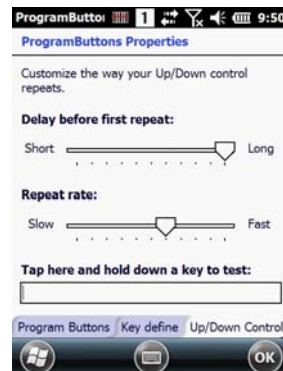 ProgramButtor 1 9:50
ProgramButtons Properties
Customize the way your Up/Down control
repeats.
Delay before first repeat:
Short Long
Repeat rate:
Slow Fast
Tap here and hold down a key to test:
Program Buttons Key define Up/Down Control
OK